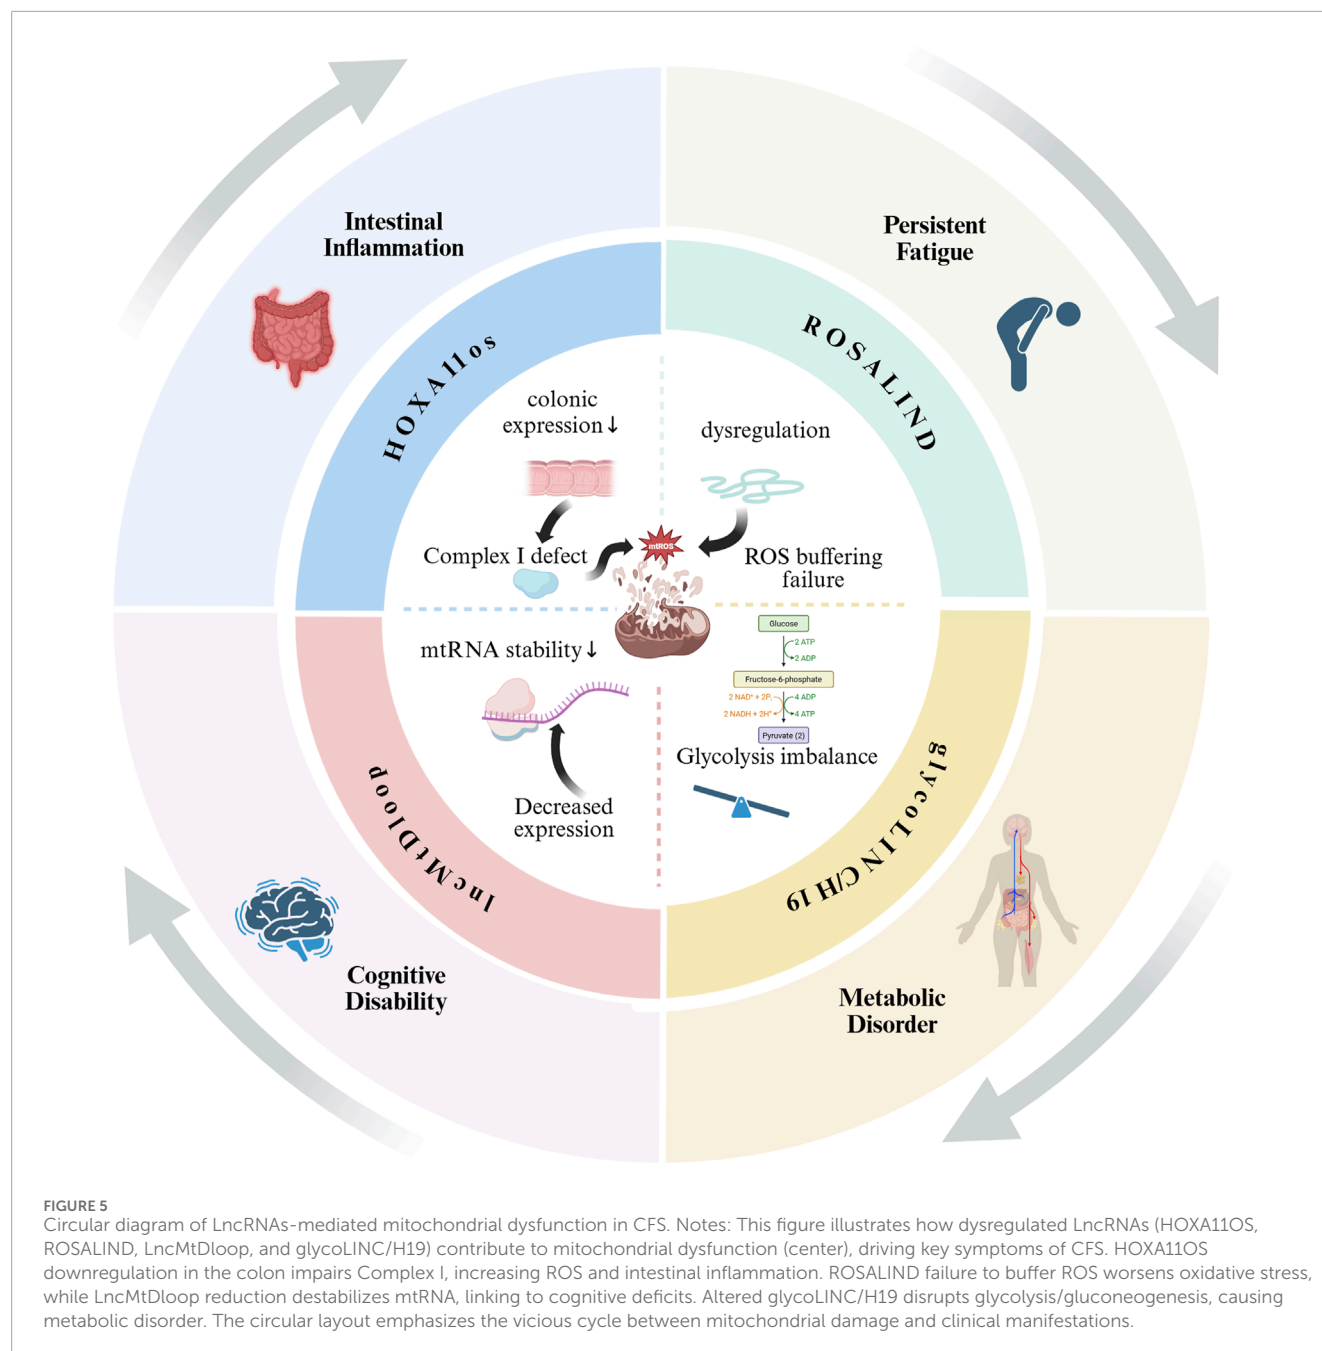 Intestinal
Inflammation
Persistent
Fatigue
HOXA11os
ROSALIND
colonic
expression↓
dysregulation
Complex I defect
mtROS
ROS buffering
failure
mtRNA stability↓
Glucose
2 ATP
2 ADP
Fructose-6-phosphate
2 NAD⁺ + 2Pᵢ
4 ADP
2 NADH + 2H⁺
4 ATP
Pyruvate (2)
Glycolysis imbalance
Decreased
expression
lncMtDloop
glycoLINC/H19
Cognitive
Disability
Metabolic
Disorder
FIGURE 5
Circular diagram of LncRNAs-mediated mitochondrial dysfunction in CFS. Notes: This figure illustrates how dysregulated LncRNAs (HOXA11OS,
ROSALIND, LncMtDloop, and glycoLINC/H19) contribute to mitochondrial dysfunction (center), driving key symptoms of CFS. HOXA11OS
downregulation in the colon impairs Complex I, increasing ROS and intestinal inflammation. ROSALIND failure to buffer ROS worsens oxidative stress,
while LncMtDloop reduction destabilizes mtRNA, linking to cognitive deficits. Altered glycoLINC/H19 disrupts glycolysis/gluconeogenesis, causing
metabolic disorder. The circular layout emphasizes the vicious cycle between mitochondrial damage and clinical manifestations.